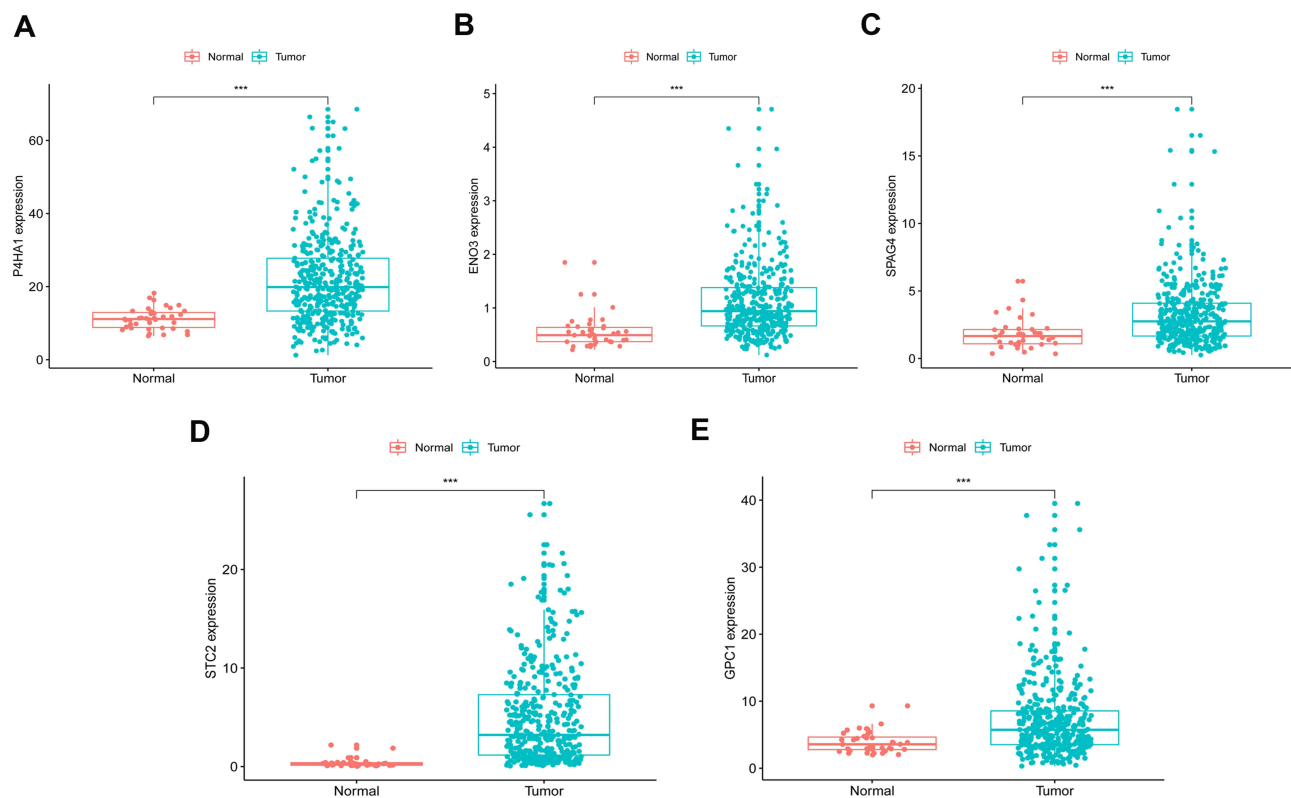 A
Normal Tumor
***
P4HA1 expression
60
40
20
0
Normal Tumor
B
Normal Tumor
***
ENO3 expression
5
4
3
2
1
0
Normal Tumor
C
Normal Tumor
***
SPAG4 expression
20
15
10
5
0
Normal Tumor
D
Normal Tumor
***
STC2 expression
20
10
0
Normal Tumor
E
Normal Tumor
***
GPC1 expression
40
30
20
10
0
Normal Tumor